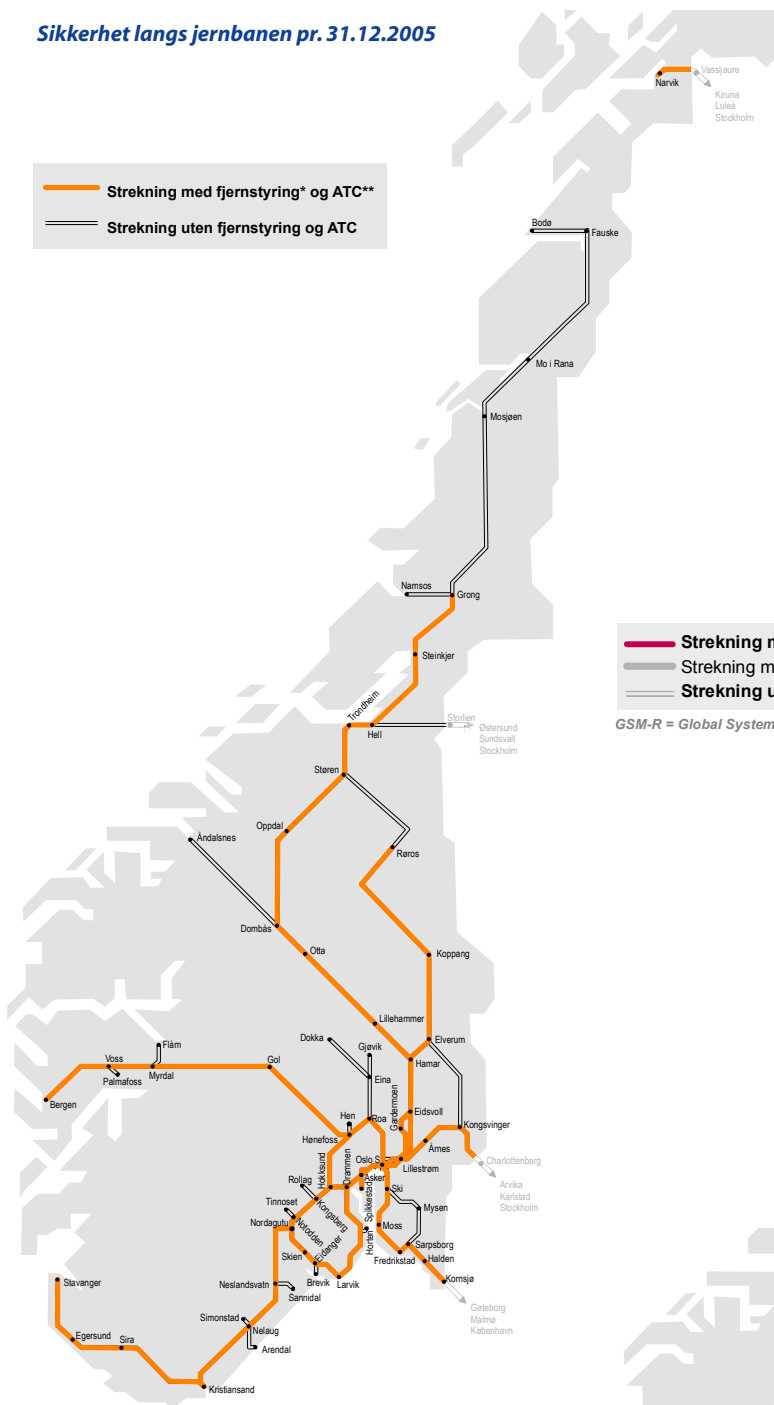 Sikkerhet langs jernbanen pr. 31.12.2005
Vassijaure
Narvik
Kiruna
Luleå
Stockholm
Strekning med fjernstyring* og ATC**
Strekning uten fjernstyring og ATC
Bodø
Fauske
Mo i Rana
Mosjøen
Namsos
Grong
Strekning m
Strekning m
Strekning u
GSM-R = Global System
Steinkjer
Trondheim
Hell
Storlien
Østersund
Sundsvall
Stockholm
Støren
Oppdal
Åndalsnes
Røros
Dombås
Otta
Koppang
Lillehammer
Dokka
Gjøvik
Elverum
Flåm
Voss
Palmafoss
Myrdal
Gol
Hamar
Eina
Bergen
Hen
Roa
Gardermoen
Eidsvoll
Kongsvinger
Hønefoss
Årnes
Oslo S
Lillestrøm
Charlottenberg
Arvika
Karlstad
Stockholm
Hokksund
Drammen
Asker
Spikkestad
Ski
Rollag
Kongsberg
Tinnoset
Notodden
Nordagutu
Mysen
Moss
Horten
Skien
Eidanger
Sarpsborg
Fredrikstad
Halden
Brevik
Larvik
Kornsjø
Stavanger
Neslandsvatn
Sannidal
Gøteborg
Malmø
København
Simonstad
Nelaug
Egersund
Sira
Arendal
Kristiansand